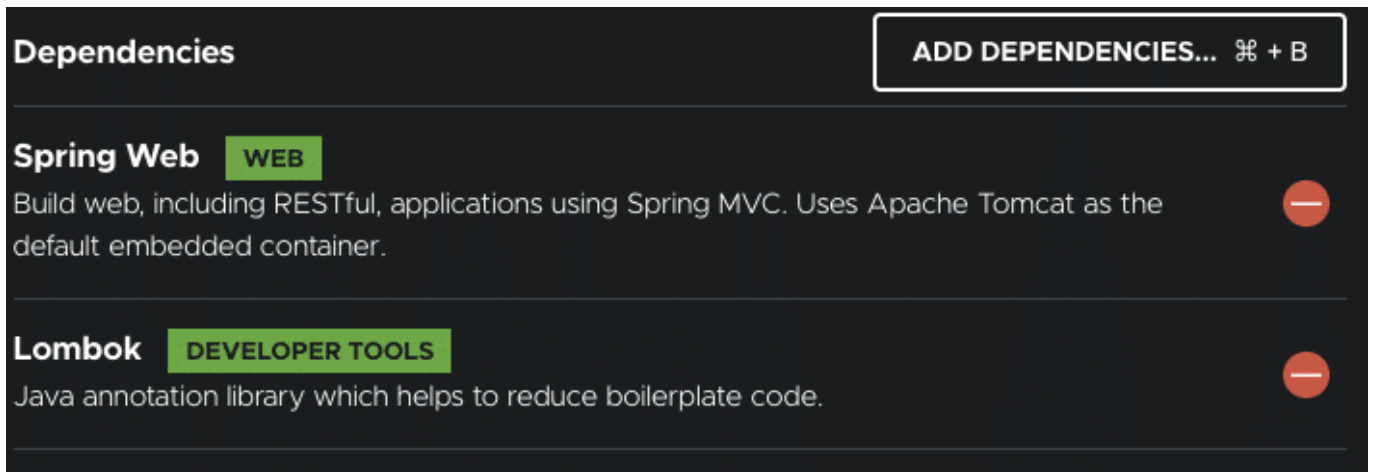 Dependencies
ADD DEPENDENCIES... ⌘ + B
Spring Web WEB
Build web, including RESTful, applications using Spring MVC. Uses Apache Tomcat as the
default embedded container.
Lombok DEVELOPER TOOLS
Java annotation library which helps to reduce boilerplate code.